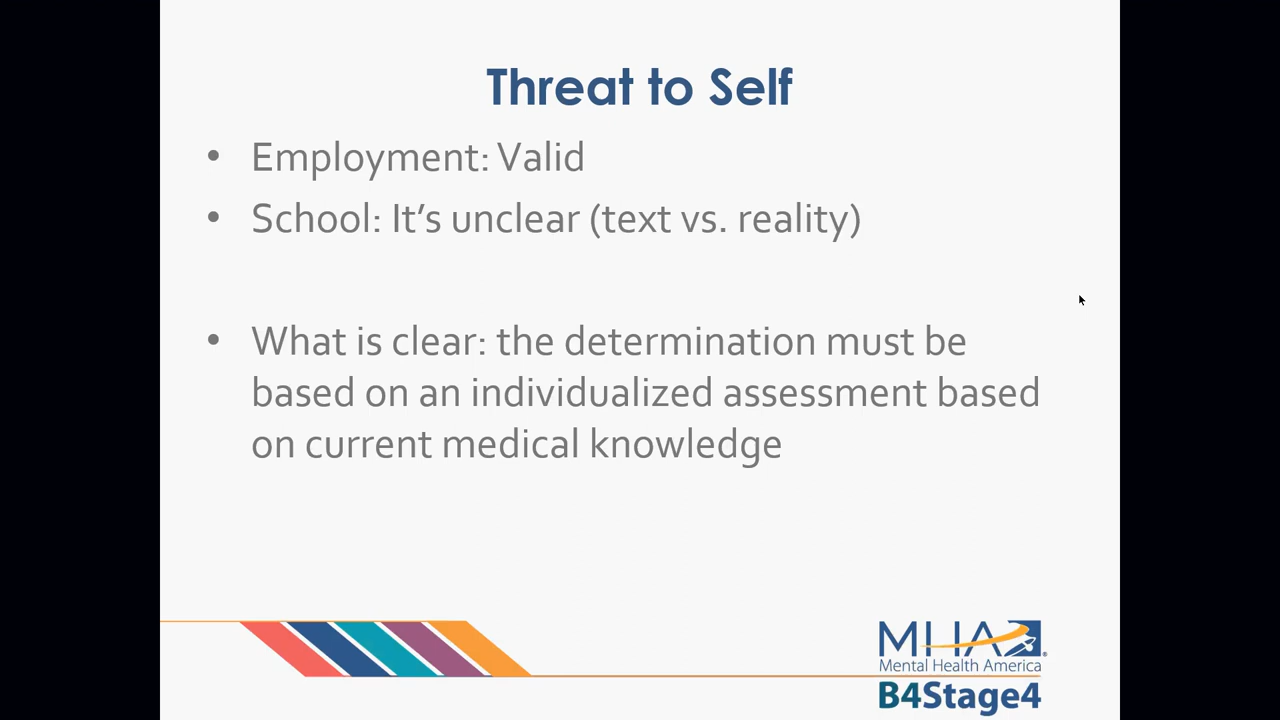 Threat to Self
• Employment: Valid
• School: It's unclear (text vs. reality)
• What is clear: the determination must be
based on an individualized assessment based
on current medical knowledge
MHA®
Mental Health America
B4Stage4